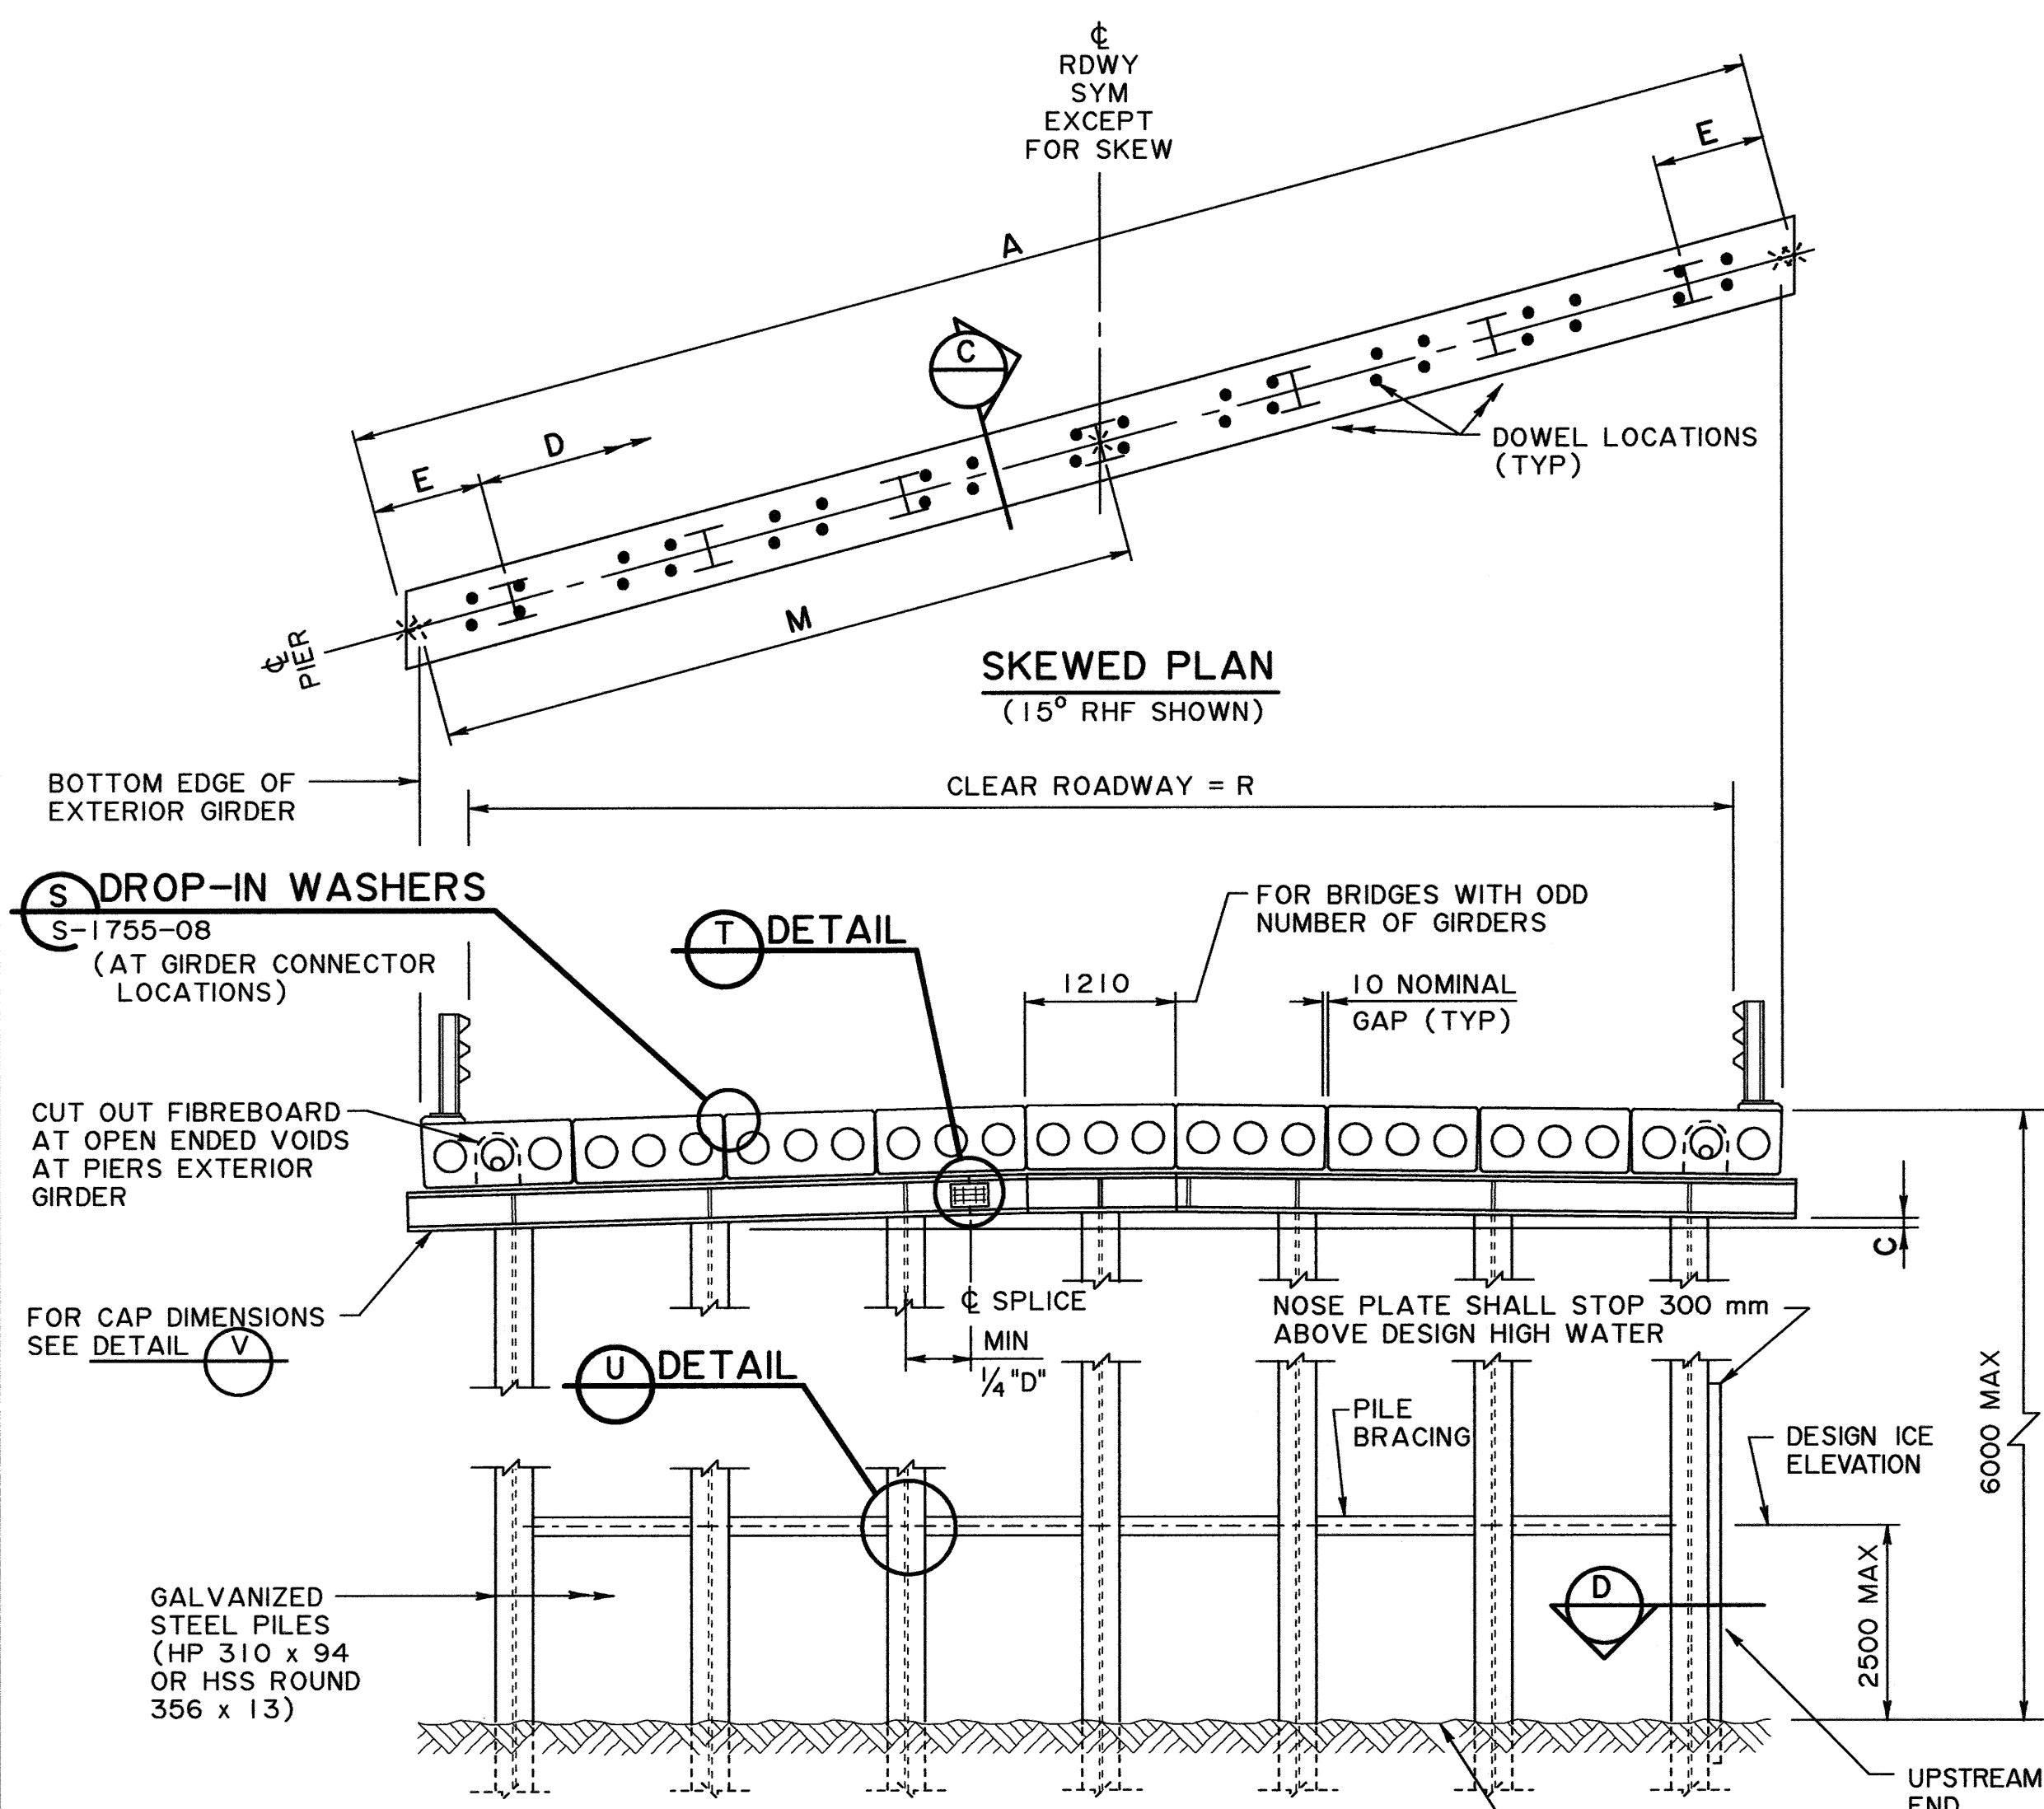 ℄
RDWY
SYM
EXCEPT
FOR SKEW
E
A
C
D
E
DOWEL LOCATIONS
(TYP)
M
℄ PIER
SKEWED PLAN
(15° RHF SHOWN)
BOTTOM EDGE OF
EXTERIOR GIRDER
CLEAR ROADWAY = R
S DROP-IN WASHERS
S-1755-08
(AT GIRDER CONNECTOR
LOCATIONS)
T DETAIL
FOR BRIDGES WITH ODD
NUMBER OF GIRDERS
1210
10 NOMINAL
GAP (TYP)
CUT OUT FIBREBOARD
AT OPEN ENDED VOIDS
AT PIERS EXTERIOR
GIRDER
C
FOR CAP DIMENSIONS
SEE DETAIL V
℄ SPLICE
MIN
1/4 "D"
NOSE PLATE SHALL STOP 300 mm
ABOVE DESIGN HIGH WATER
U DETAIL
PILE
BRACING
DESIGN ICE
ELEVATION
6000 MAX
GALVANIZED
STEEL PILES
(HP 310 x 94
OR HSS ROUND
356 x 13)
D
2500 MAX
UPSTREAM
END